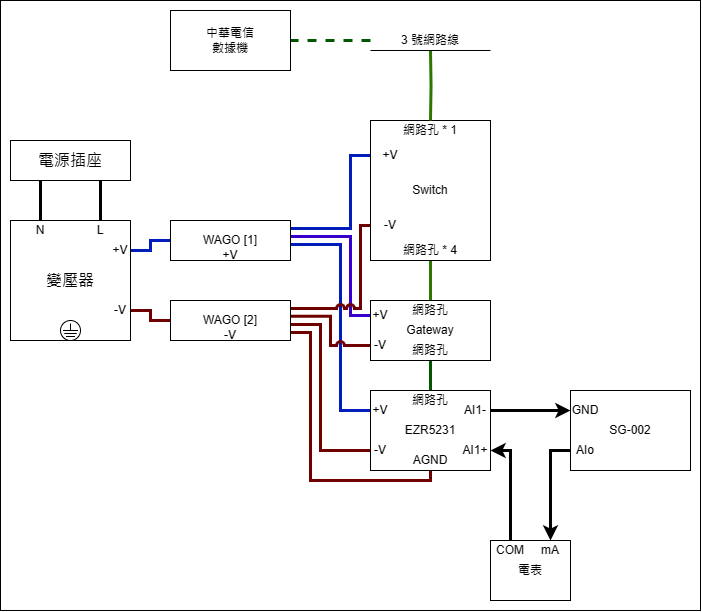 中華電信
數據機
3 號網路線
網路孔 * 1
+V
Switch
-V
網路孔 * 4
電源插座
N
L
+V
變壓器
-V
WAGO [1]
+V
WAGO [2]
-V
網路孔
+V
Gateway
-V
網路孔
網路孔
+V
AI1-
EZR5231
-V
AI1+
AGND
GND
SG-002
AIo
COM
mA
電表